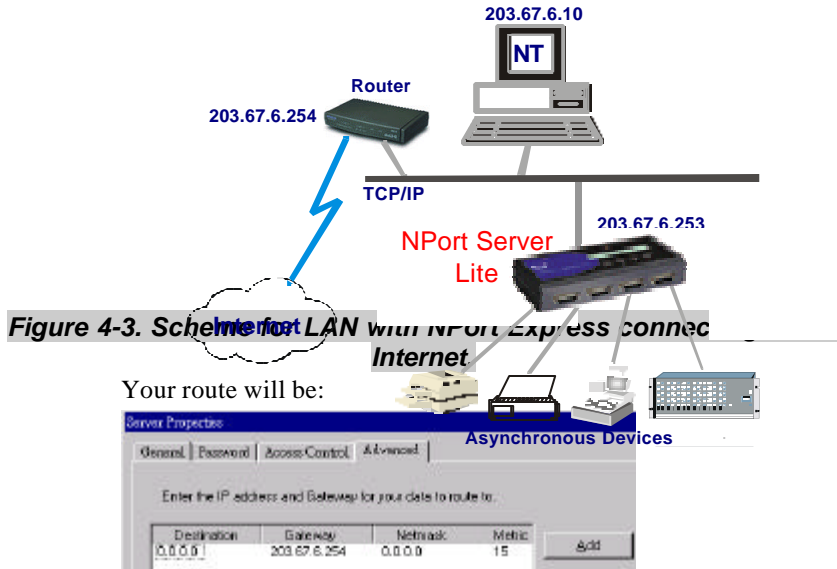 203.67.6.10
NT
Router
203.67.6.254
TCP/IP
203.67.6.253
NPort Server
Lite
Internet
Figure 4-3. Scheme for LAN with NPort Express connec
Internet
Your route will be:
Asynchronous Devices
Server Properties
General Password Access Control Advanced
Enter the IP address and Gateway for your data to route to.
Destination Gateway Netmask Metric
0.0.0.0 203.67.6.254 0.0.0.0 15
Add